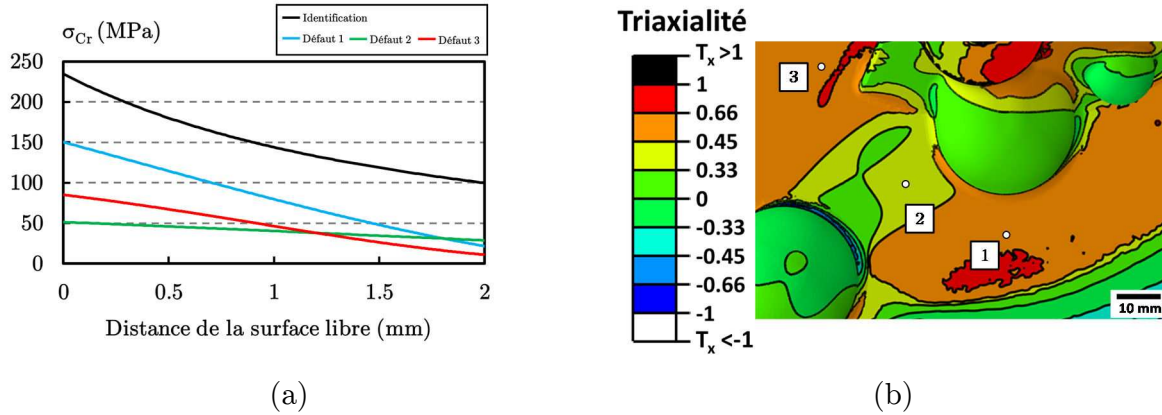 σCr (MPa)
Identification
Défaut 1 Défaut 2 Défaut 3
250
200
150
100
50
0
0 0.5 1 1.5 2
Distance de la surface libre (mm)
(a)
Triaxialité
Tx >1
1
0.66
0.45
0.33
0
-0.33
-0.45
-0.66
-1
Tx <-1
3
2
1
10 mm
(b)